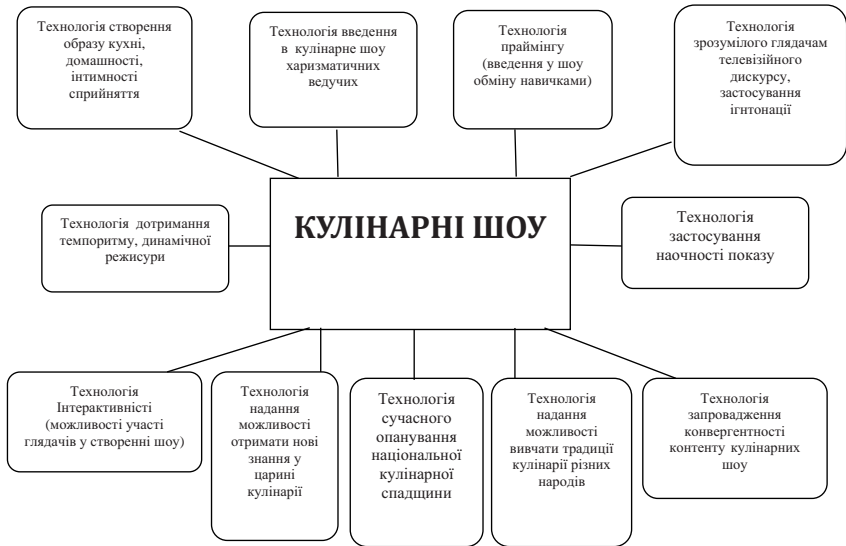 Технологія створення
образу кухні,
домашності,
інтимності
сприйняття
Технологія введення
в кулінарне шоу
харизматичних
ведучих
Технологія
праймінгу
(введення у шоу
обміну навичками)
Технологія
зрозумілого глядачам
телевізійного
дискурсу,
застосування
ігнтонації
КУЛІНАРНІ ШОУ
Технологія дотримання
темпоритму, динамічної
режисури
Технологія
застосування
наочності показу
Технологія
Інтерактивністі
(можливості участі
глядачів у створенні шоу)
Технологія
надання
можливості
отримати нові
знання у
царині
кулінарії
Технологія
сучасного
опанування
національної
кулінарної
спадщини
Технологія
надання
можливості
вивчати традиції
кулінарії різних
народів
Технологія
запровадження
конвергентності
контенту кулінарних
шоу